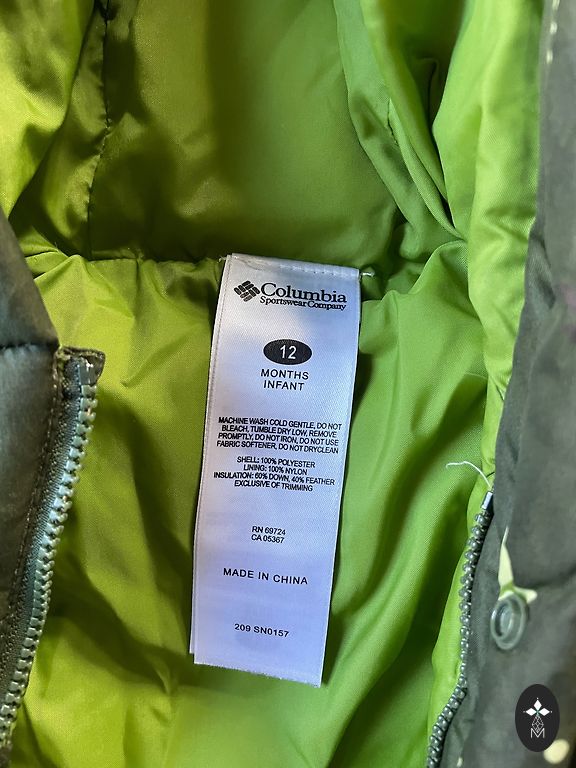 Columbia
Sportswear Company
12
MONTHS
INFANT
MACHINE WASH COLD GENTLE, DO NOT
BLEACH, TUMBLE DRY LOW, REMOVE
PROMPTLY, DO NOT IRON, DO NOT USE
FABRIC SOFTENER, DO NOT DRYCLEAN
SHELL: 100% POLYESTER
LINING: 100% NYLON
INSULATION: 60% DOWN, 40% FEATHER
EXCLUSIVE OF TRIMMING
RN 69724
CA 05367
MADE IN CHINA
209 SN0157
M